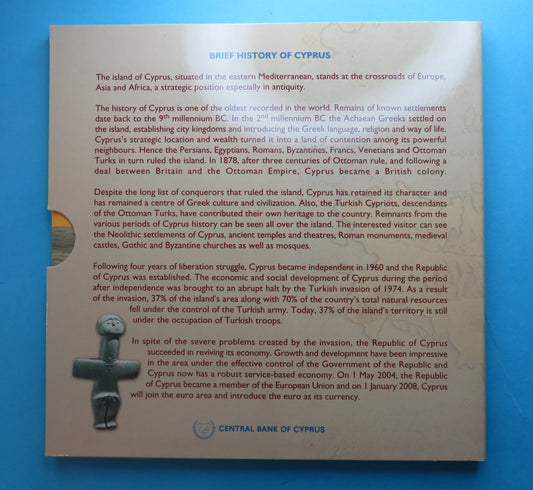 BRIEF HISTORY OF CYPRUS
The island of Cyprus, situated in the eastern Mediterranean, stands at the crossroads of Europe,
Asia and Africa, a strategic position especially in antiquity.
The history of Cyprus is one of the oldest recorded in the world. Remains of known settlements
date back to the 9th millennium BC. In the 2nd millennium BC the Achaean Greeks settled on
the island, establishing city kingdoms and introducing the Greek language, religion and way of life.
Cyprus's strategic location and wealth turned it into a land of contention among its powerful
neighbours. Hence the Persians, Egyptians, Romans, Byzantines, Francs, Venetians and Ottoman
Turks in turn ruled the island. In 1878, after three centuries of Ottoman rule, and following a
deal between Britain and the Ottoman Empire, Cyprus became a British colony.
Despite the long list of conquerors that ruled the island, Cyprus has retained its character and
has remained a centre of Greek culture and civilization. Also, the Turkish Cypriots, descendants
of the Ottoman Turks, have contributed their own heritage to the country. Remnants from the
various periods of Cyprus history can be seen all over the island. The interested visitor can see
the Neolithic settlements of Cyprus, ancient temples and theatres, Roman monuments, medieval
castles, Gothic and Byzantine churches as well as mosques.
Following four years of liberation struggle, Cyprus became independent in 1960 and the Republic
of Cyprus was established. The economic and social development of Cyprus during the period
after independence was brought to an abrupt halt by the Turkish invasion of 1974. As a result
of the invasion, 37% of the island's area along with 70% of the country's total natural resources
fell under the control of the Turkish army. Today, 37% of the island's territory is still
under the occupation of Turkish troops.
In spite of the severe problems created by the invasion, the Republic of Cyprus
succeeded in reviving its economy. Growth and development have been impressive
in the area under the effective control of the Government of the Republic and
Cyprus now has a robust service-based economy. On 1 May 2004, the Republic
of Cyprus became a member of the European Union and on 1 January 2008, Cyprus
will join the euro area and introduce the euro as its currency.
CENTRAL BANK OF CYPRUS